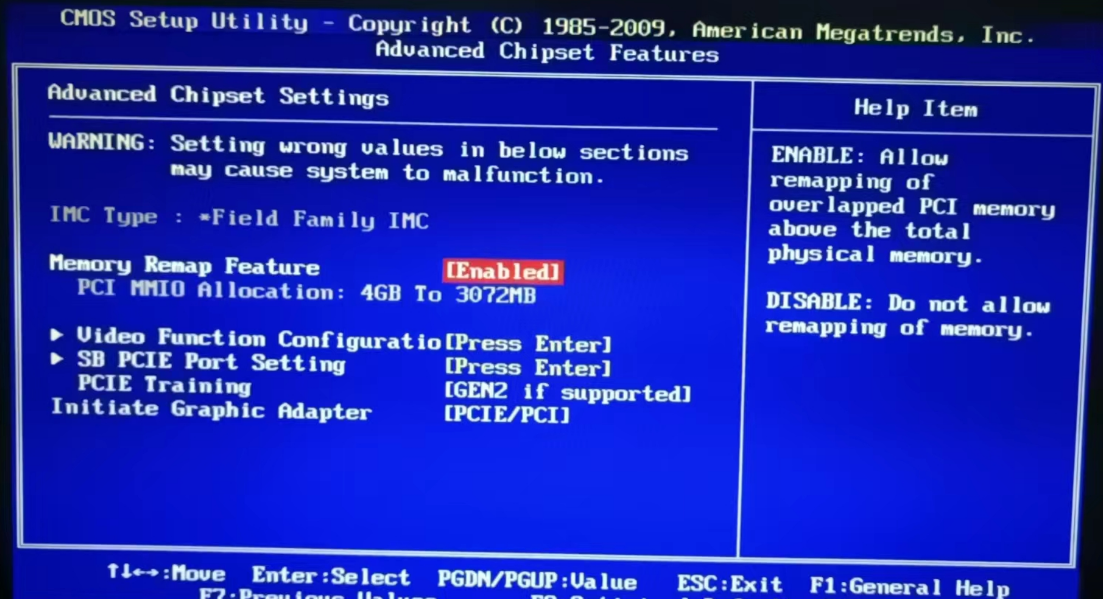 CMOS Setup Utility - Copyright (C) 1985-2009, American Megatrends, Inc.
Advanced Chipset Features
Advanced Chipset Settings
WARNING: Setting wrong values in below sections
may cause system to malfunction.
IMC Type : *Field Family IMC
Memory Remap Feature [Enabled]
PCI MMIO Allocation: 4GB To 3072MB
► Video Function Configuratio[Press Enter]
► SB PCIE Port Setting [Press Enter]
PCIE Training [GEN2 if supported]
Initiate Graphic Adapter [PCIE/PCI]
Help Item
ENABLE: Allow
remapping of
overlapped PCI memory
above the total
physical memory.
DISABLE: Do not allow
remapping of memory.
↑↓←→:Move Enter:Select PGDN/PGUP:Value ESC:Exit F1:General Help
F7:Previous Values